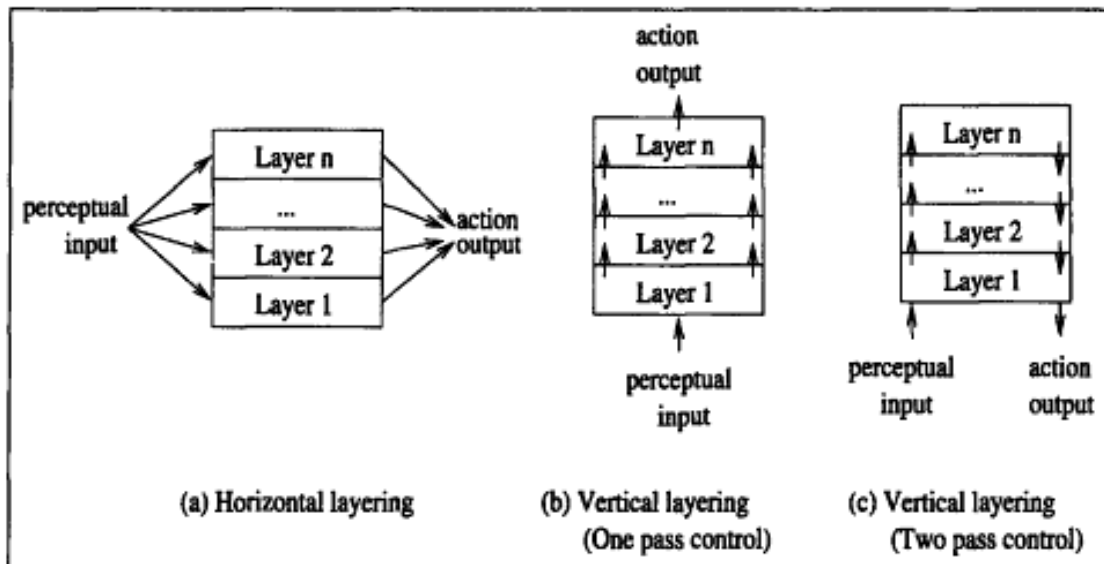 perceptual
input
Layer n
...
Layer 2
Layer 1
action
output
(a) Horizontal layering
action
output
Layer n
...
Layer 2
Layer 1
perceptual
input
(b) Vertical layering
(One pass control)
Layer n
...
Layer 2
Layer 1
perceptual
input
action
output
(c) Vertical layering
(Two pass control)